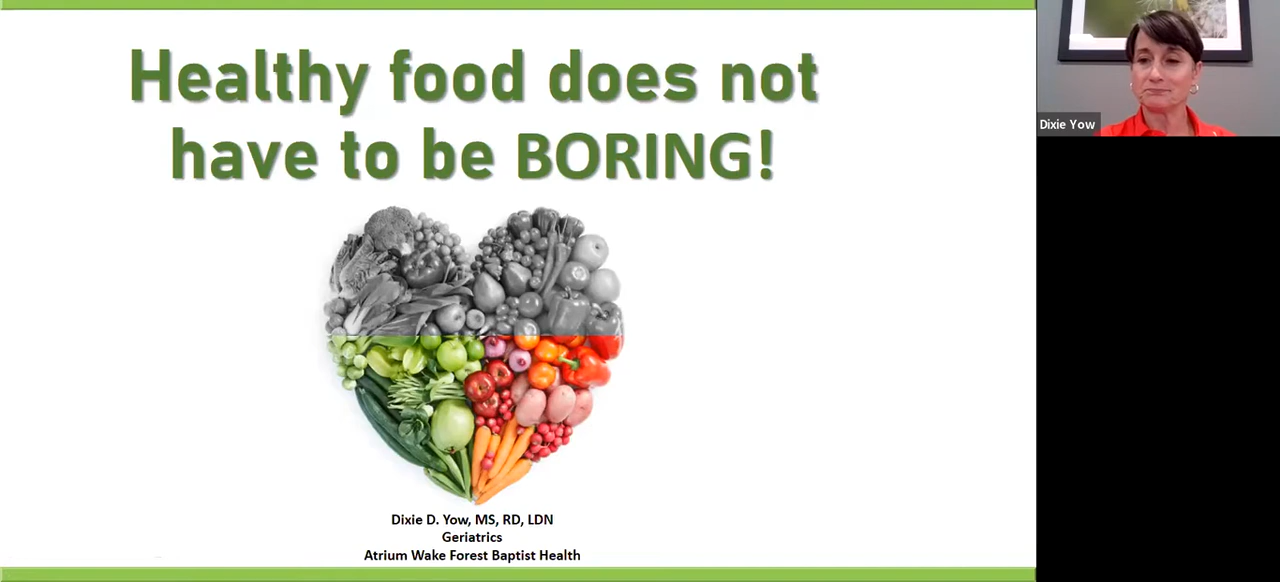 Healthy food does not
have to be BORING!
Dixie D. Yow, MS, RD, LDN
Geriatrics
Atrium Wake Forest Baptist Health
Dixie Yow